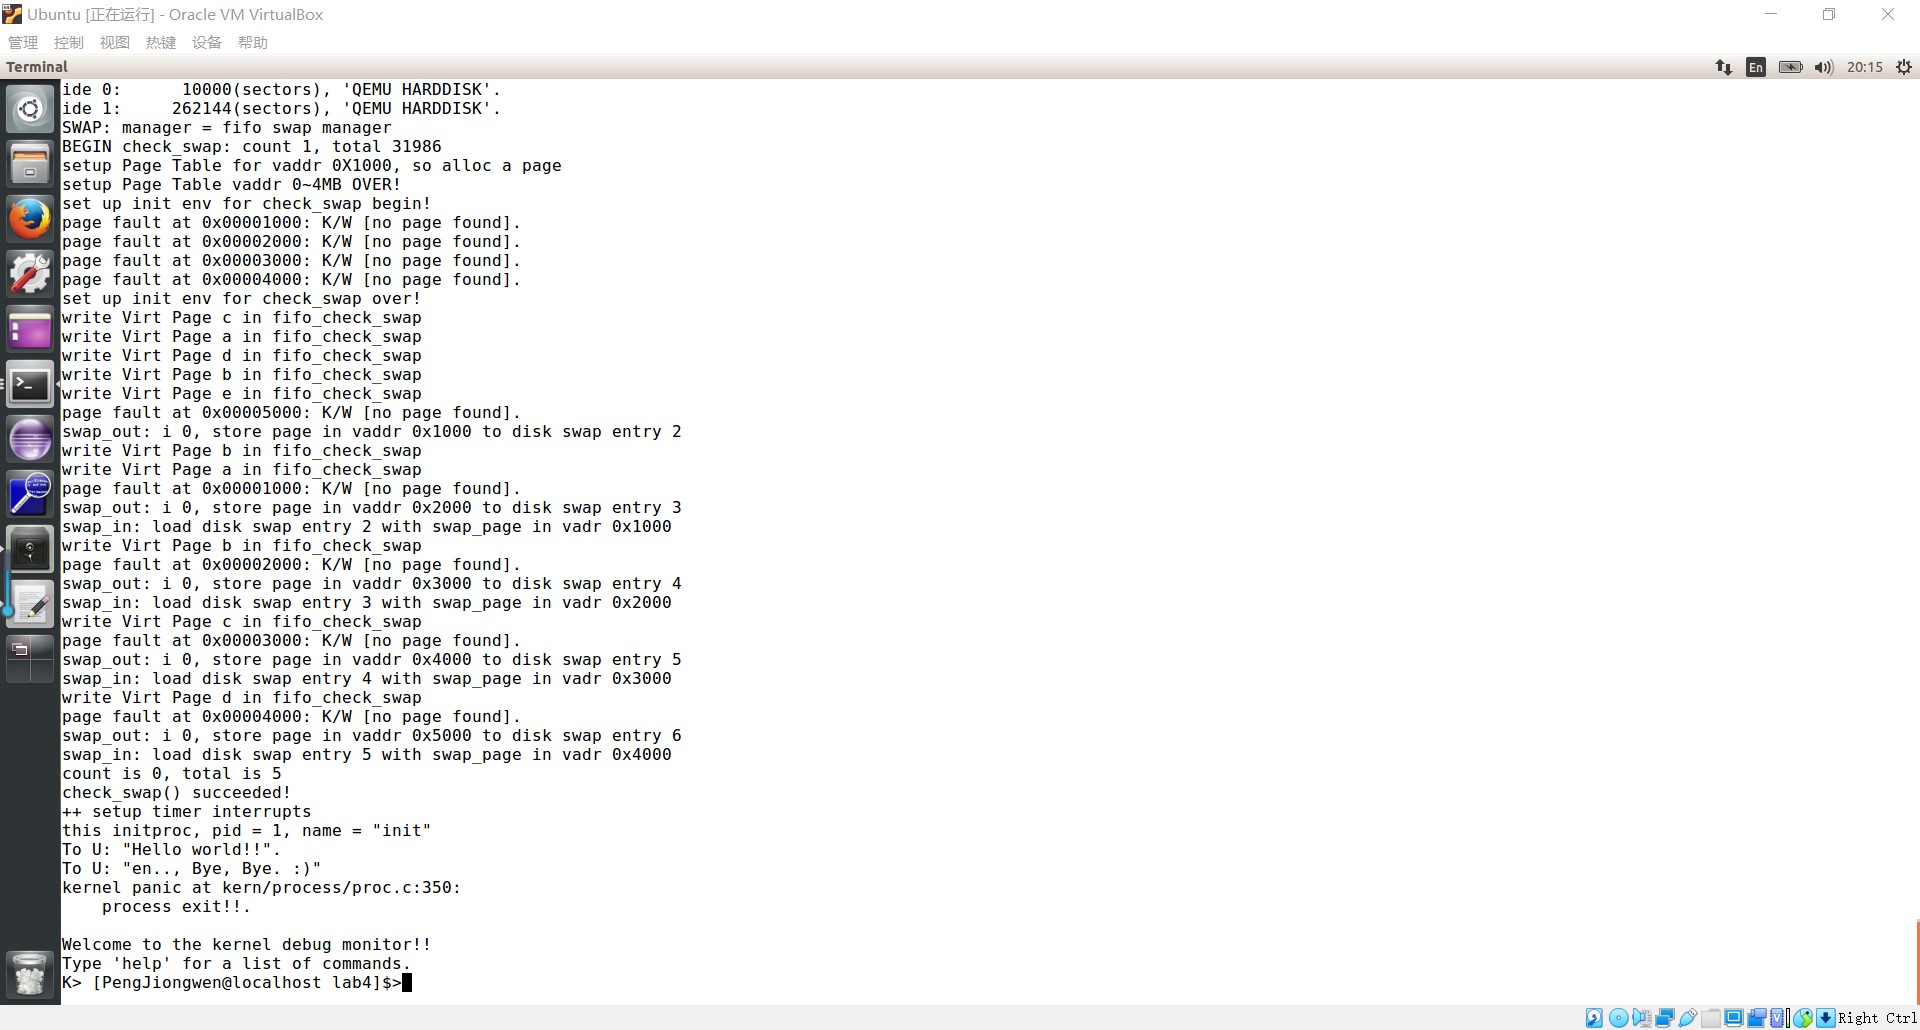 Ubuntu [正在运行] - Oracle VM VirtualBox
管理 控制 视图 热键 设备 帮助
Terminal En 20:15
ide 0:      10000(sectors), 'QEMU HARDDISK'.
ide 1:     262144(sectors), 'QEMU HARDDISK'.
SWAP: manager = fifo swap manager
BEGIN check_swap: count 1, total 31986
setup Page Table for vaddr 0X1000, so alloc a page
setup Page Table vaddr 0~4MB OVER!
set up init env for check_swap begin!
page fault at 0x00001000: K/W [no page found].
page fault at 0x00002000: K/W [no page found].
page fault at 0x00003000: K/W [no page found].
page fault at 0x00004000: K/W [no page found].
set up init env for check_swap over!
write Virt Page c in fifo_check_swap
write Virt Page a in fifo_check_swap
write Virt Page d in fifo_check_swap
write Virt Page b in fifo_check_swap
write Virt Page e in fifo_check_swap
page fault at 0x00005000: K/W [no page found].
swap_out: i 0, store page in vaddr 0x1000 to disk swap entry 2
write Virt Page b in fifo_check_swap
write Virt Page a in fifo_check_swap
page fault at 0x00001000: K/W [no page found].
swap_out: i 0, store page in vaddr 0x2000 to disk swap entry 3
swap_in: load disk swap entry 2 with swap_page in vadr 0x1000
write Virt Page b in fifo_check_swap
page fault at 0x00002000: K/W [no page found].
swap_out: i 0, store page in vaddr 0x3000 to disk swap entry 4
swap_in: load disk swap entry 3 with swap_page in vadr 0x2000
write Virt Page c in fifo_check_swap
page fault at 0x00003000: K/W [no page found].
swap_out: i 0, store page in vaddr 0x4000 to disk swap entry 5
swap_in: load disk swap entry 4 with swap_page in vadr 0x3000
write Virt Page d in fifo_check_swap
page fault at 0x00004000: K/W [no page found].
swap_out: i 0, store page in vaddr 0x5000 to disk swap entry 6
swap_in: load disk swap entry 5 with swap_page in vadr 0x4000
count is 0, total is 5
check_swap() succeeded!
++ setup timer interrupts
this initproc, pid = 1, name = "init"
To U: "Hello world!!".
To U: "en.., Bye, Bye. :)"
kernel panic at kern/process/proc.c:350:
    process exit!!.
Welcome to the kernel debug monitor!!
Type 'help' for a list of commands.
K> [PengJiongwen@localhost lab4]$>
Right Ctrl